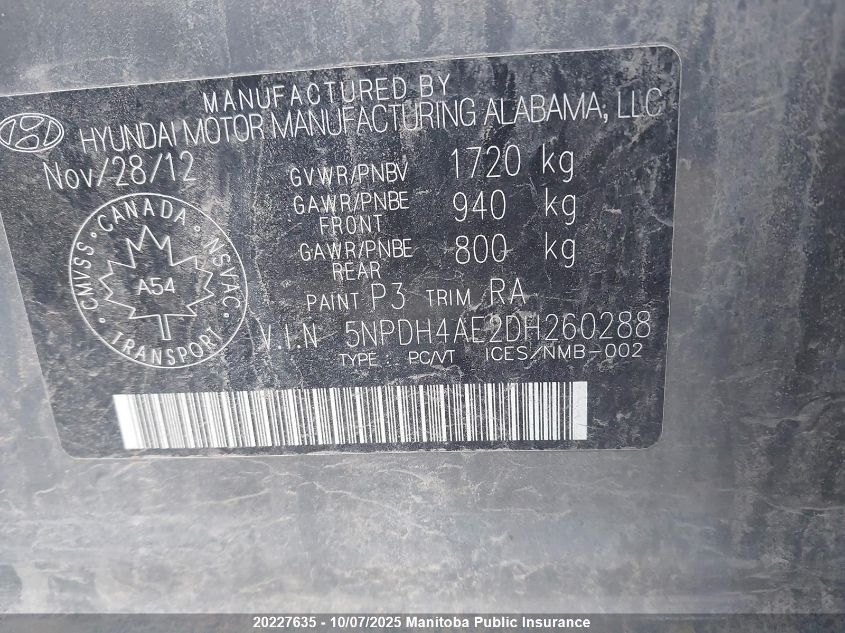 MANUFACTURED BY
HYUNDAI MOTOR MANUFACTURING ALABAMA, LLC
Nov/28/12
GVWR/PNBV 1720 kg
GAWR/PNBE FRONT 940 kg
GAWR/PNBE REAR 800 kg
PAINT P3 TRIM RA
V.I.N 5NPDH4AE2DH260288
TYPE : PC/VT ICES/NMB-002
CMVSS · CANADA · NSVAC
A54
TRANSPORT
20227635 - 10/07/2025 Manitoba Public Insurance